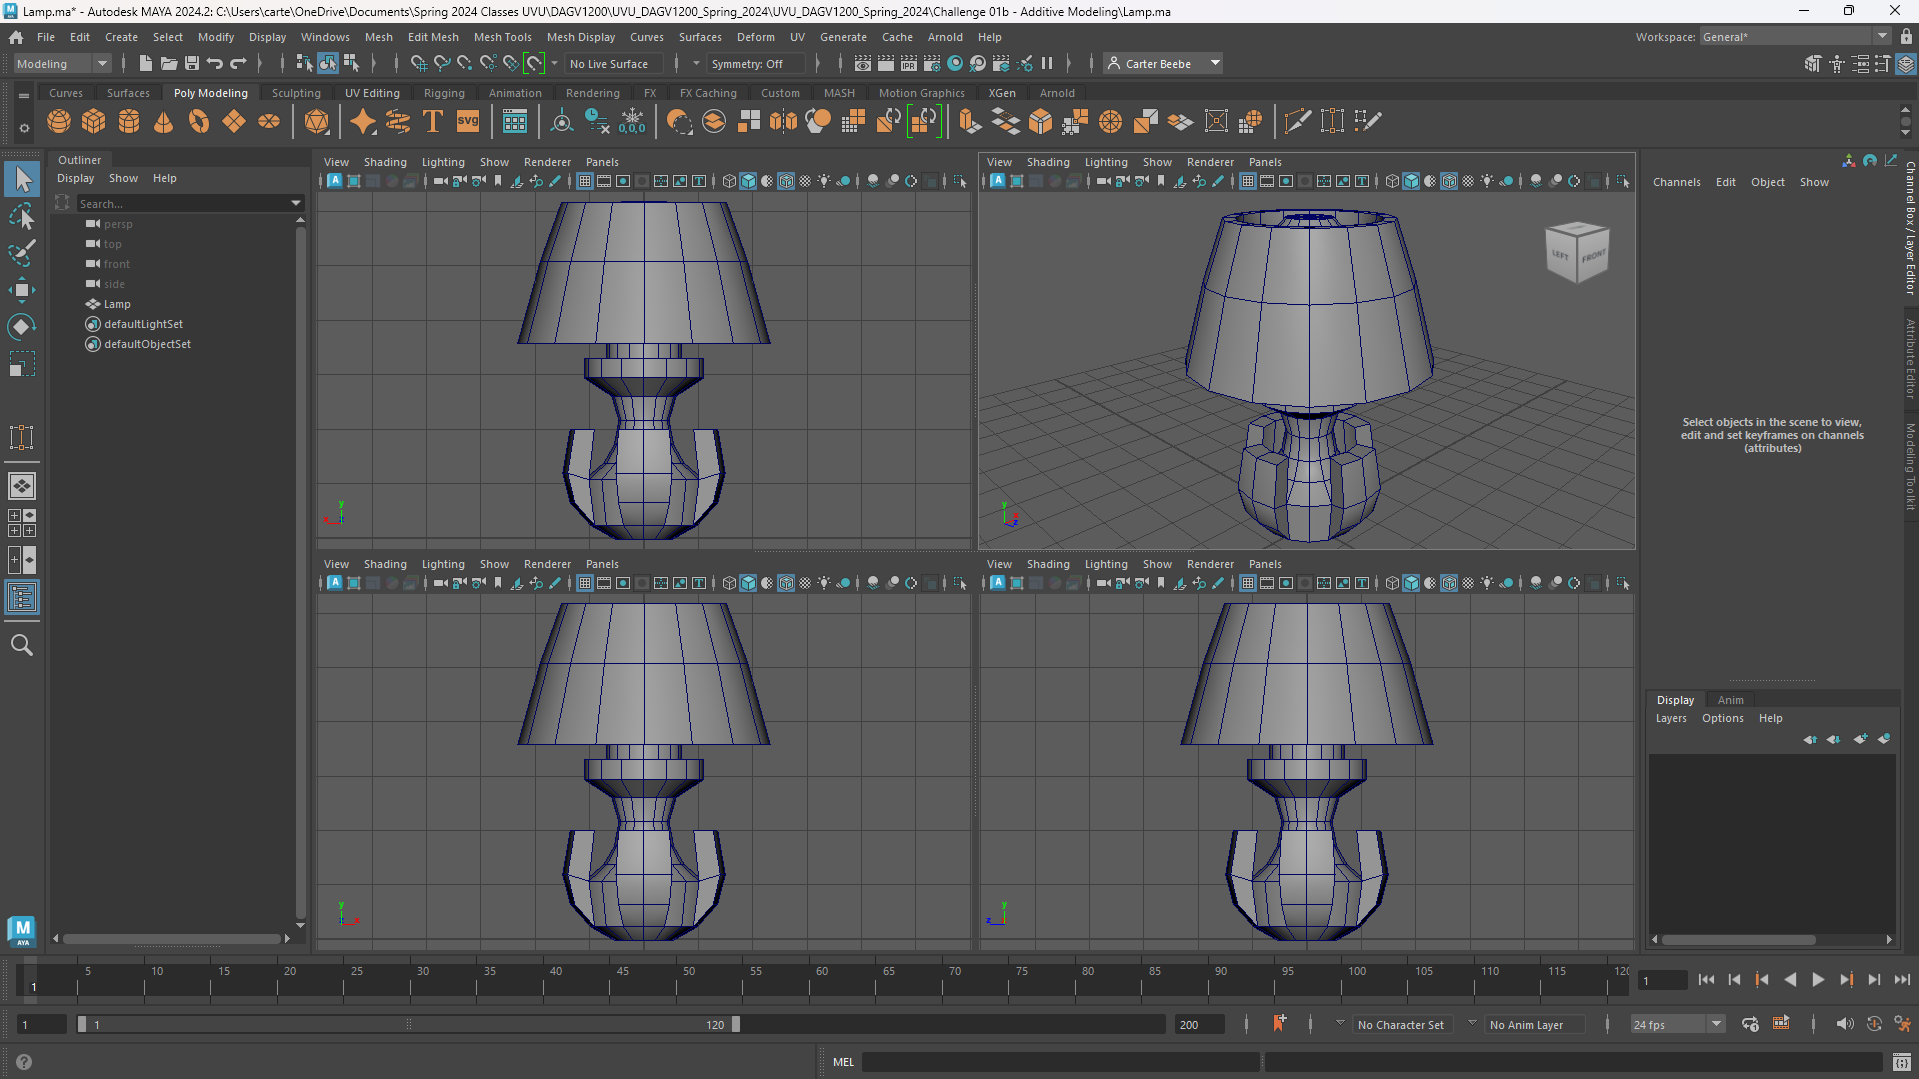 Lamp.ma* - Autodesk MAYA 2024.2: C:\Users\carte\OneDrive\Documents\Spring 2024 Classes UVU\DAGV1200\UVU_DAGV1200_Spring_2024\UVU_DAGV1200_Spring_2024\Challenge 01b - Additive Modeling\Lamp.ma
File Edit Create Select Modify Display Windows Mesh Edit Mesh Mesh Tools Mesh Display Curves Surfaces Deform UV Generate Cache Arnold Help Workspace: General*
Modeling No Live Surface Symmetry: Off IPR Carter Beebe
Curves Surfaces Poly Modeling Sculpting UV Editing Rigging Animation Rendering FX FX Caching Custom MASH Motion Graphics XGen Arnold
T svg 0,0,0
Outliner
Display Show Help
Search...
persp
top
front
side
Lamp
defaultLightSet
defaultObjectSet
View Shading Lighting Show Renderer Panels
y
x
z
View Shading Lighting Show Renderer Panels
LEFT FRONT
y
x
z
View Shading Lighting Show Renderer Panels
y
z
x
View Shading Lighting Show Renderer Panels
y
z
Channels Edit Object Show
Select objects in the scene to view,
edit and set keyframes on channels
(attributes)
Channel Box / Layer Editor
Attribute Editor
Modeling Toolkit
Display Anim
Layers Options Help
M
AYA
5 10 15 20 25 30 35 40 45 50 55 60 65 70 75 80 85 90 95 100 105 110 115 120
1
1
1 1 120 200 No Character Set No Anim Layer 24 fps
MEL